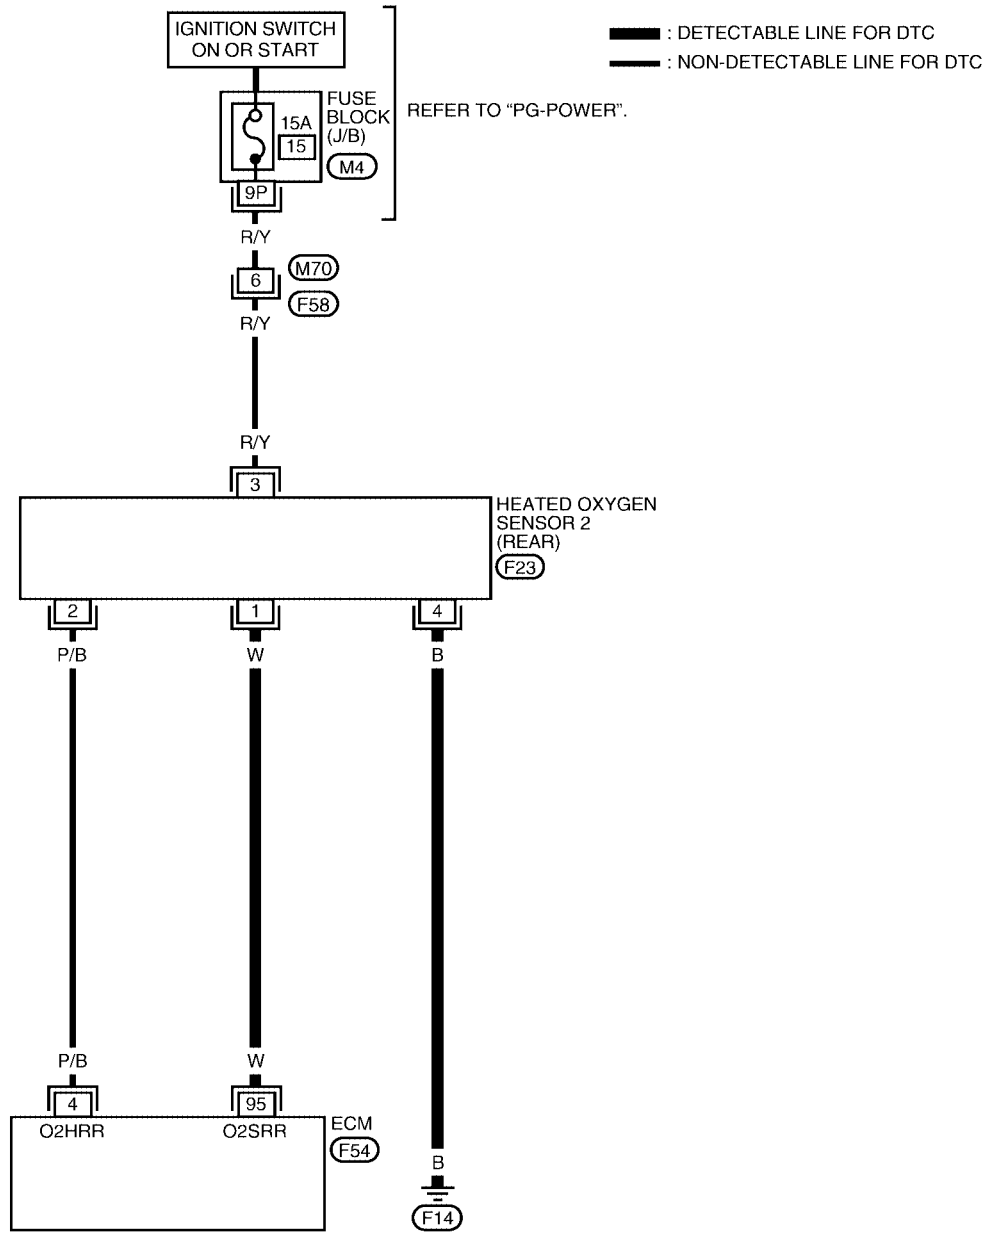 IGNITION SWITCH
ON OR START
: DETECTABLE LINE FOR DTC
: NON-DETECTABLE LINE FOR DTC
FUSE
BLOCK
(J/B)
REFER TO “PG-POWER”.
15A
15
M4
9P
R/Y
M70
6
F58
R/Y
R/Y
3
HEATED OXYGEN
SENSOR 2
(REAR)
F23
2
1
4
P/B
W
B
P/B
W
4
95
O2HRR
O2SRR
ECM
F54
B
F14